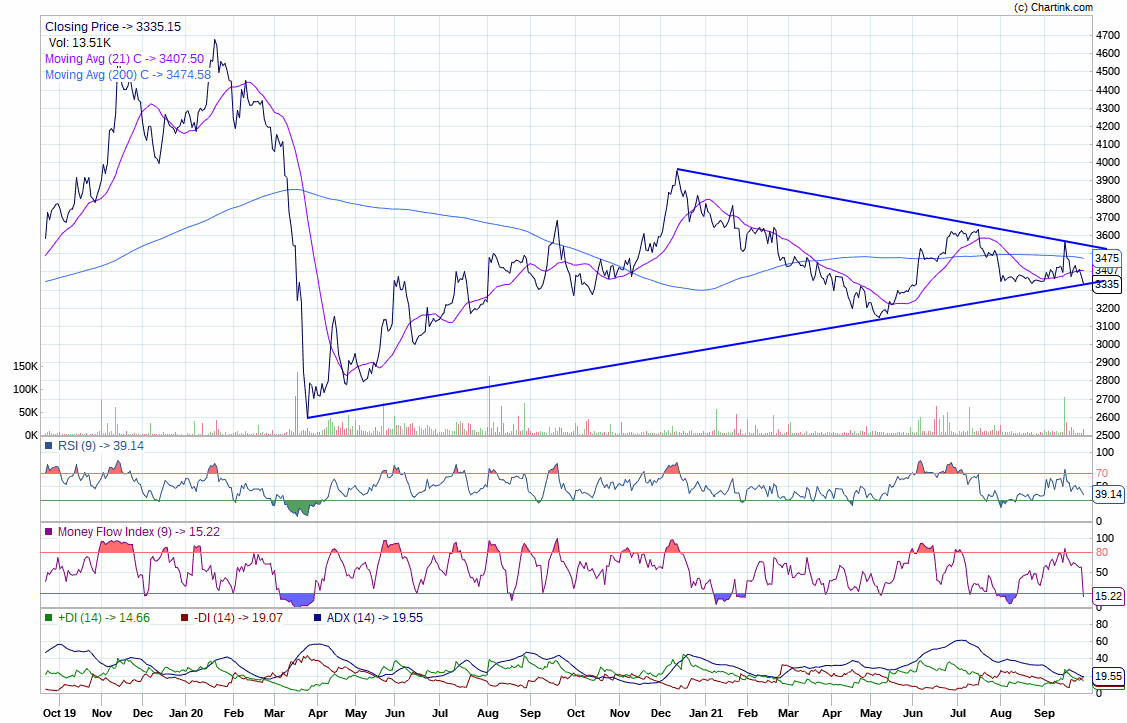 (c) Chartink.com
Closing Price -> 3335.15
Vol: 13.51K
Moving Avg (21) C -> 3407.50
Moving Avg (200) C -> 3474.58
4700
4600
4500
4400
4300
4200
4100
4000
3900
3800
3700
3600
3475
3407
3335
3200
3100
3000
2900
2800
2700
2600
2500
150K
100K
50K
0K
RSI (9) -> 39.14
100
70
50
39.14
0
Money Flow Index (9) -> 15.22
100
80
50
15.22
0
+DI (14) -> 14.66 -DI (14) -> 19.07 ADX (14) -> 19.55
80
60
40
19.55
0
Oct 19 Nov Dec Jan 20 Feb Mar Apr May Jun Jul Aug Sep Oct Nov Dec Jan 21 Feb Mar Apr May Jun Jul Aug Sep